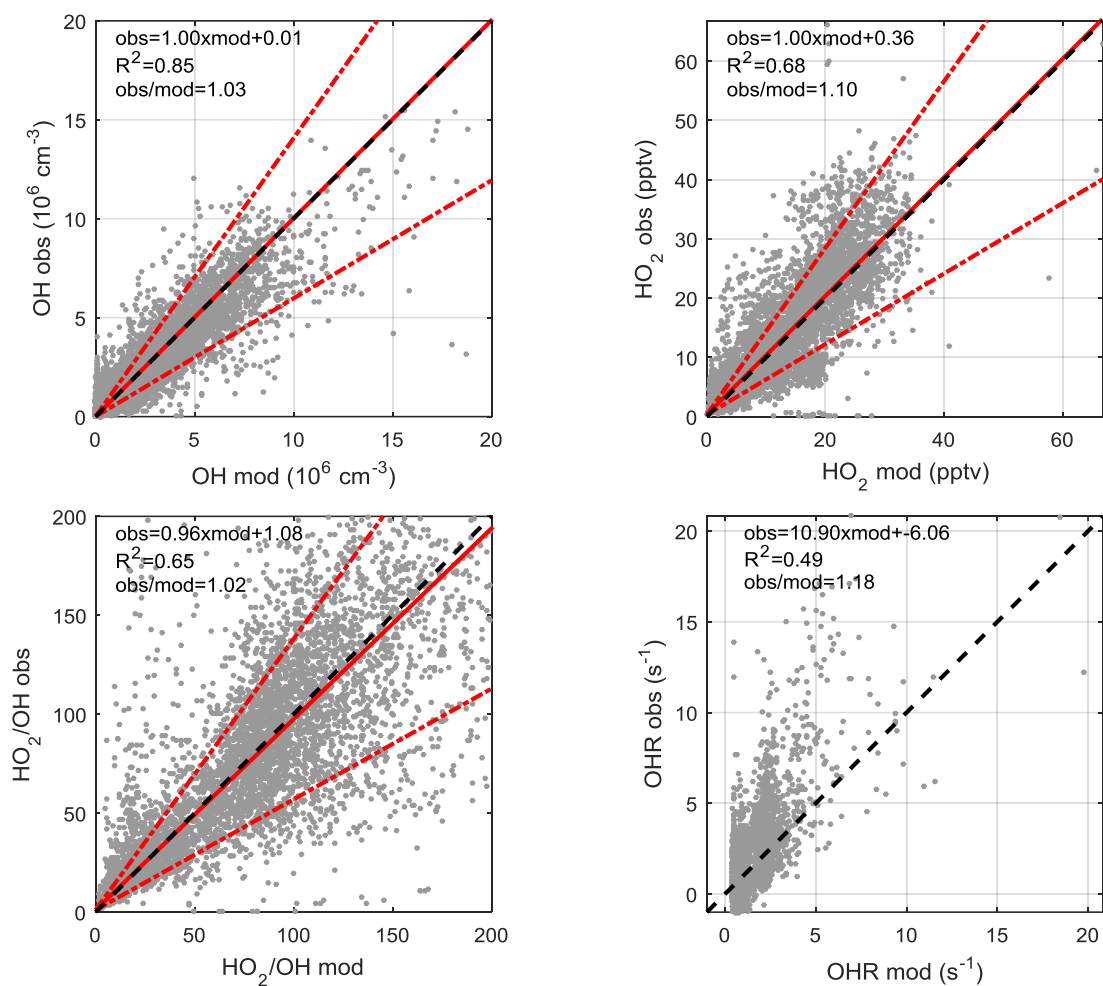 obs=1.00xmod+0.01
R²=0.85
obs/mod=1.03
20
15
10
5
0
0 5 10 15 20
OH obs (10⁶ cm⁻³)
OH mod (10⁶ cm⁻³)
obs=1.00xmod+0.36
R²=0.68
obs/mod=1.10
60
50
40
30
20
10
0
0 20 40 60
HO₂ obs (pptv)
HO₂ mod (pptv)
obs=0.96xmod+1.08
R²=0.65
obs/mod=1.02
200
150
100
50
0
0 50 100 150 200
HO₂/OH obs
HO₂/OH mod
obs=10.90xmod+-6.06
R²=0.49
obs/mod=1.18
20
15
10
5
0
0 5 10 15 20
OHR obs (s⁻¹)
OHR mod (s⁻¹)